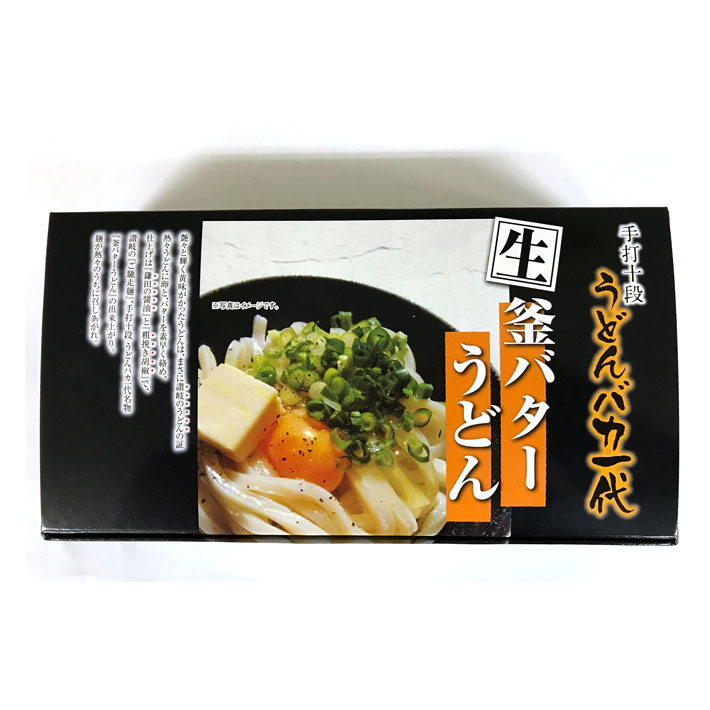 手打十段
うどんバカ一代
生
釜バター
うどん
※写真はイメージです。
艶々と輝く黄味がかったうどんは、まさに讃岐のうどんの証
熱々うどんに卵と、バターを素早く絡め、
仕上げは「鎌田の醤油」と「粗挽き胡椒」で、
讃岐の「ご馳走麺」、手打十段 うどんバカ一代名物
「釜バターうどん」の出来上がり。
麺が熱々のうちに召しあがれ